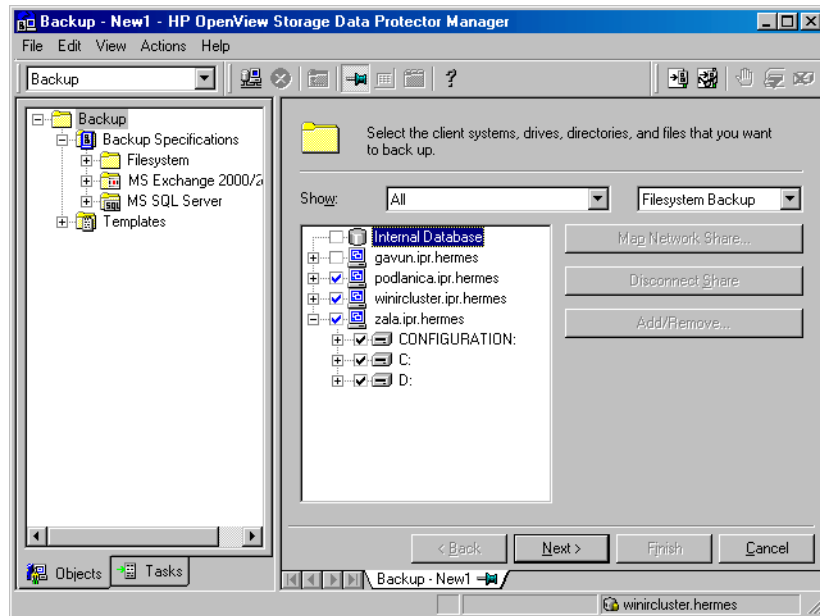 Backup - New1 - HP OpenView Storage Data Protector Manager
File Edit View Actions Help
Backup
?
Backup
Backup Specifications
Filesystem
MS Exchange 2000/2
MS SQL Server
SQL
Templates
Objects
Tasks
Select the client systems, drives, directories, and files that you want
to back up.
Show:
All
Filesystem Backup
Internal Database
gavun.ipr.hermes
podlanica.ipr.hermes
winircluster.ipr.hermes
zala.ipr.hermes
CONFIGURATION:
C:
D:
Map Network Share...
Disconnect Share
Add/Remove...
< Back
Next >
Finish
Cancel
Backup - New1
winircluster.hermes